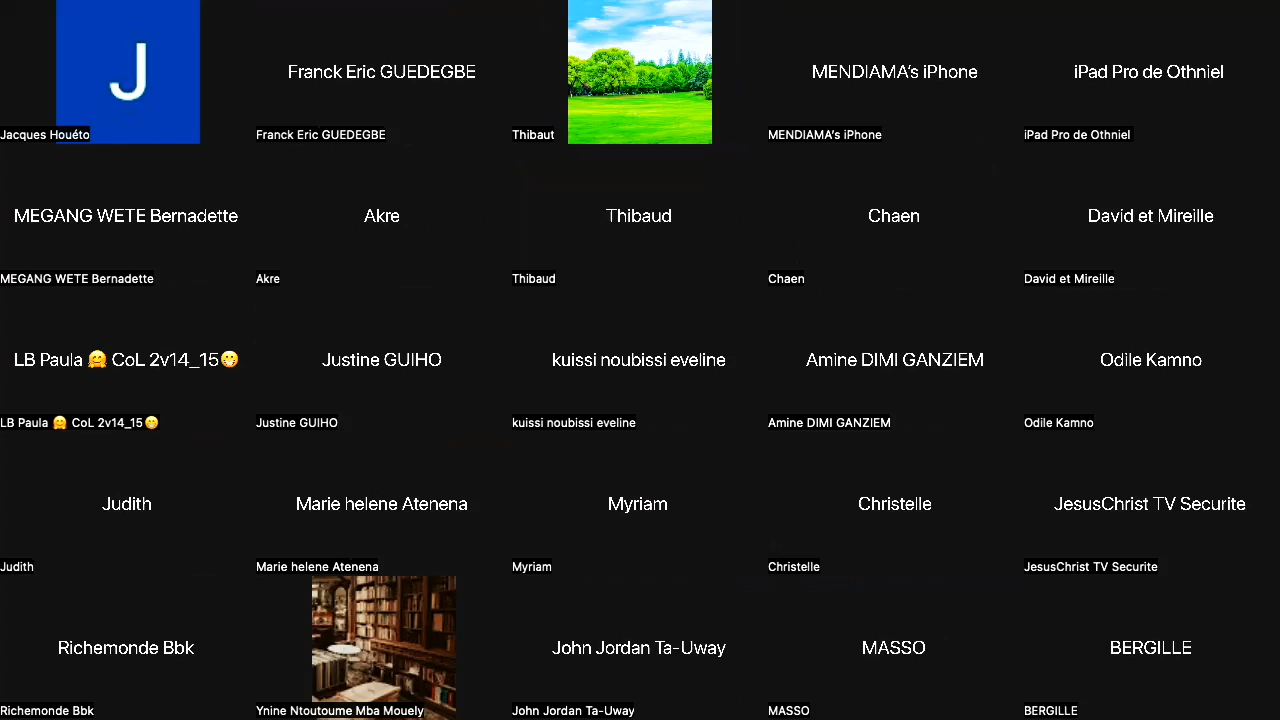 J
Jacques Houéto
Franck Eric GUEDEGBE
Franck Eric GUEDEGBE
Thibaut
MENDIAMA’s iPhone
MENDIAMA’s iPhone
iPad Pro de Othniel
iPad Pro de Othniel
MEGANG WETE Bernadette
MEGANG WETE Bernadette
Akre
Akre
Thibaud
Thibaud
Chaen
Chaen
David et Mireille
David et Mireille
LB Paula 🤗 CoL 2v14_15😷
LB Paula 🤗 CoL 2v14_15😷
Justine GUIHO
Justine GUIHO
kuissi noubissi eveline
kuissi noubissi eveline
Amine DIMI GANZIEM
Amine DIMI GANZIEM
Odile Kamno
Odile Kamno
Judith
Judith
Marie helene Atenena
Marie helene Atenena
Myriam
Myriam
Christelle
Christelle
JesusChrist TV Securite
JesusChrist TV Securite
Richemonde Bbk
Richemonde Bbk
Ynine Ntoutoume Mba Mouely
John Jordan Ta-Uway
John Jordan Ta-Uway
MASSO
MASSO
BERGILLE
BERGILLE